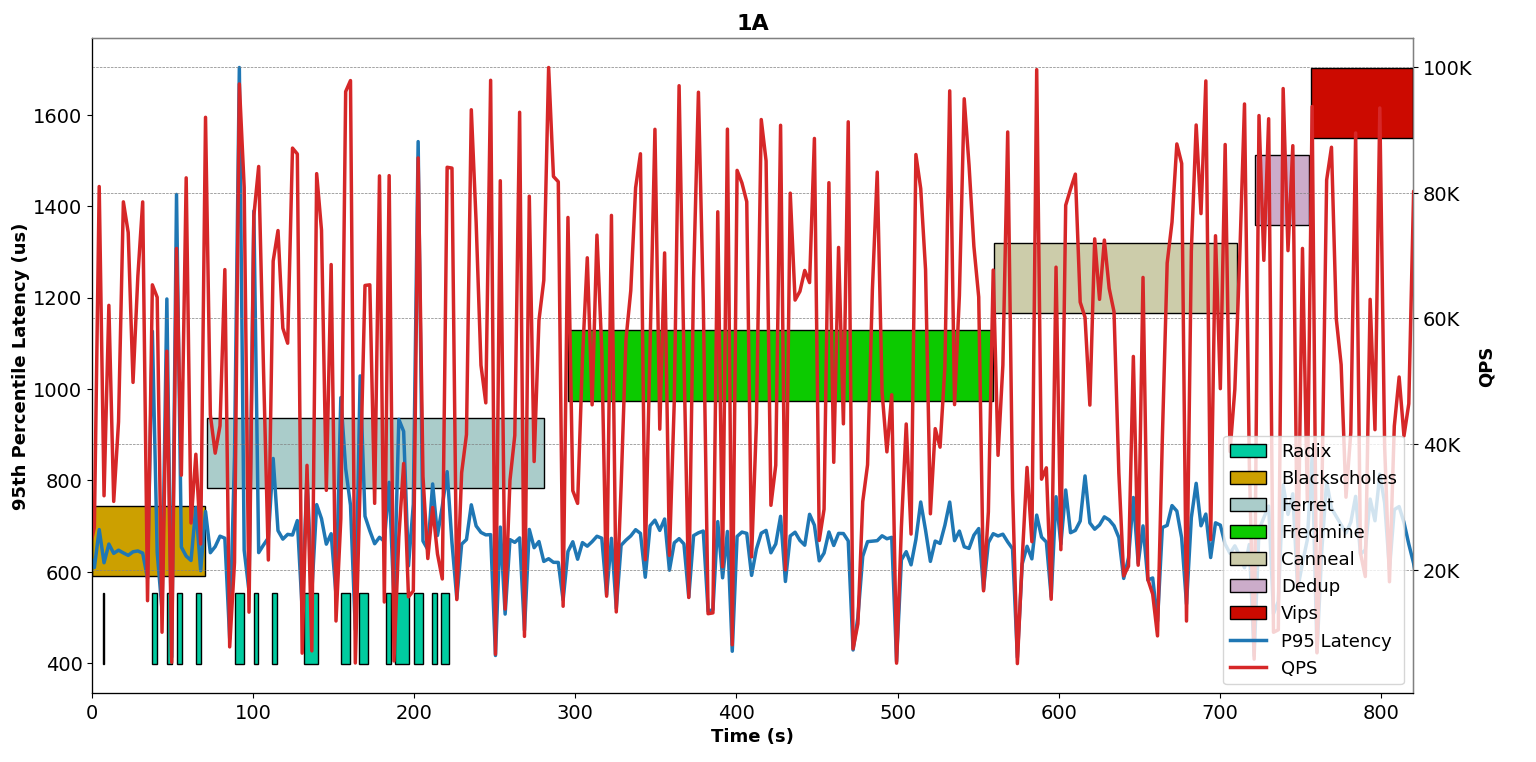 1A
95th Percentile Latency (us)
1600
1400
1200
1000
800
600
400
100K
80K
60K
40K
20K
QPS
Radix
Blackscholes
Ferret
Freqmine
Canneal
Dedup
Vips
P95 Latency
QPS
0 100 200 300 400 500 600 700 800
Time (s)